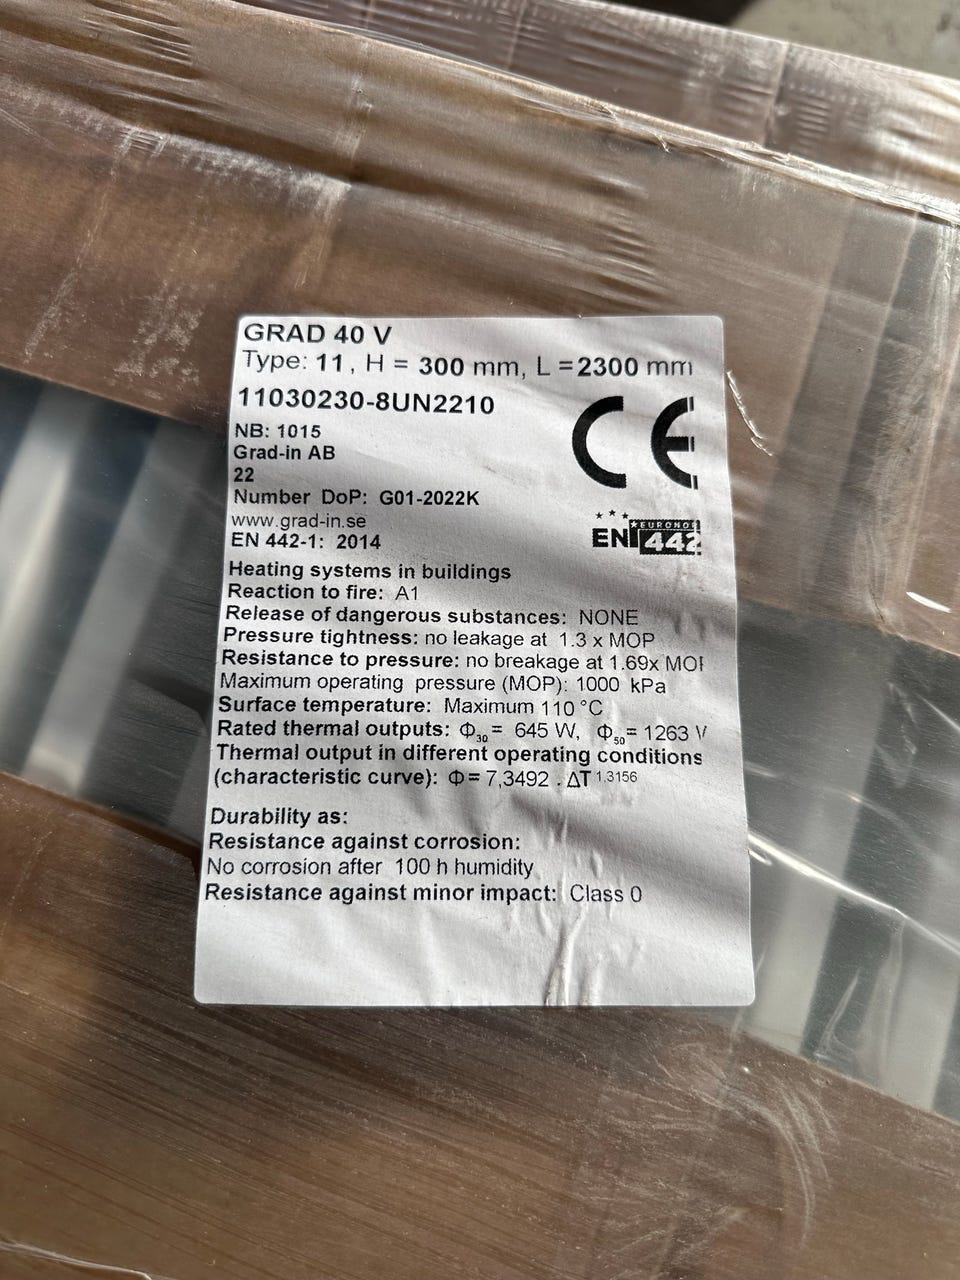 GRAD 40 V
Type: 11, H = 300 mm, L =2300 mm
11030230-8UN2210
NB: 1015
Grad-in AB
22
Number DoP: G01-2022K
www.grad-in.se
EN 442-1: 2014
CE
EN EURONORM 442
Heating systems in buildings
Reaction to fire: A1
Release of dangerous substances: NONE
Pressure tightness: no leakage at 1.3 x MOP
Resistance to pressure: no breakage at 1.69x MOP
Maximum operating pressure (MOP): 1000 kPa
Surface temperature: Maximum 110 °C
Rated thermal outputs: Φ₃₀= 645 W, Φ₅₀= 1263 W
Thermal output in different operating conditions
(characteristic curve): Φ= 7,3492 . ΔT ¹,³¹⁵⁶
Durability as:
Resistance against corrosion:
No corrosion after 100 h humidity
Resistance against minor impact: Class 0